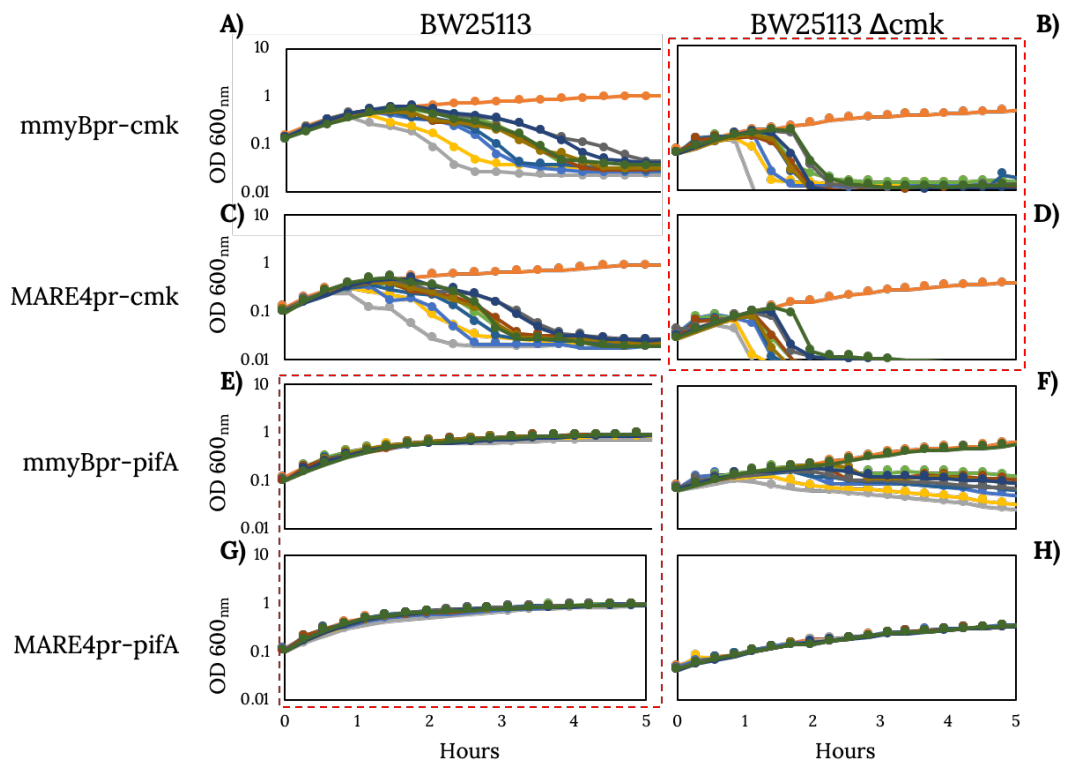 A) BW25113 BW25113 Δcmk B)
mmyBpr-cmk
OD 600nm
10
1
0.1
0.01
C) D)
MARE4pr-cmk
OD 600nm
10
1
0.1
0.01
E) F)
mmyBpr-pifA
OD 600nm
10
1
0.1
0.01
G) H)
MARE4pr-pifA
OD 600nm
10
1
0.1
0.01
0 1 2 3 4 5 0 1 2 3 4 5
Hours Hours